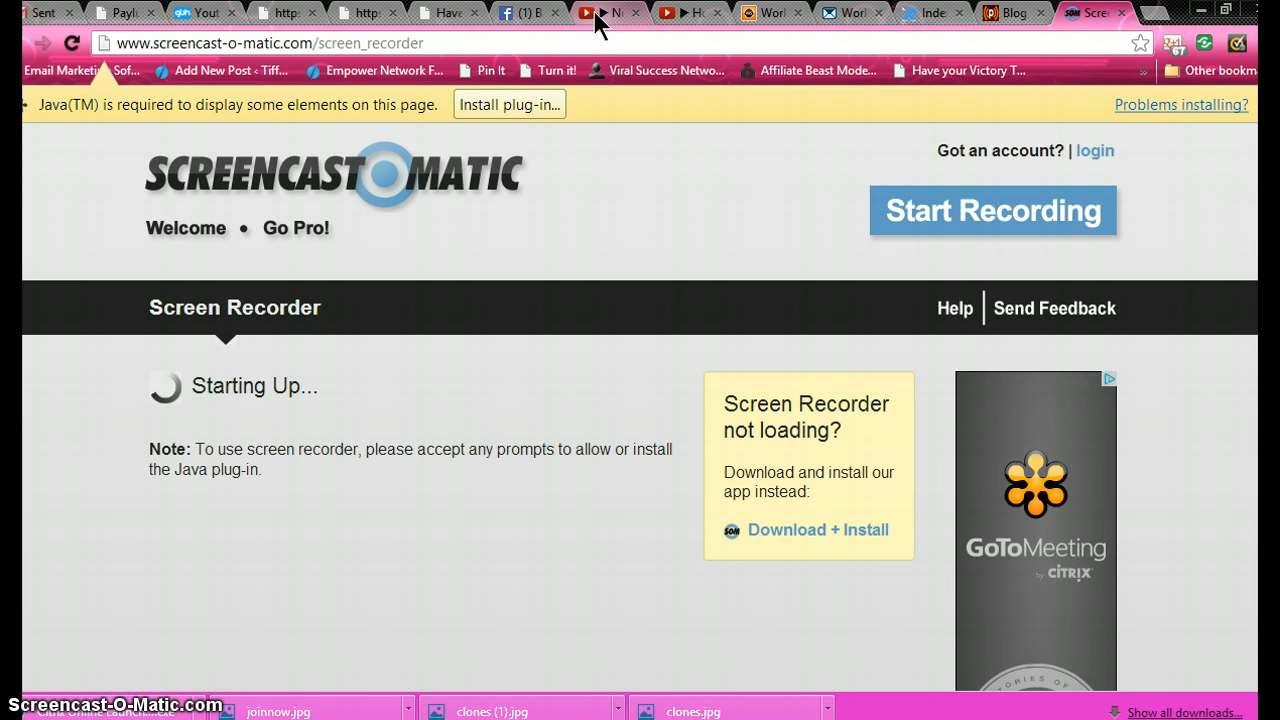 Sent
Payli
Yout
http
http
Have
(1) B
N
H
Worl
Worl
Inde
Blog
Scre
www.screencast-o-matic.com/screen_recorder
Email Marketi... Sof... Add New Post ‹ Tiff... Empower Network F... Pin It Turn it! Viral Success Netwo... Affiliate Beast Mode... Have your Victory T... » Other bookm
Java(TM) is required to display some elements on this page. Install plug-in... Problems installing?
SCREENCAST O MATIC
Got an account? | login
Start Recording
Welcome • Go Pro!
Screen Recorder
Help | Send Feedback
Starting Up...
Note: To use screen recorder, please accept any prompts to allow or install
the Java plug-in.
Screen Recorder
not loading?
Download and install our
app instead:
SOM Download + Install
GoToMeeting
by CITRIX
TORIES OF
Screencast-O-Matic.com
joinnow.jpg
clones (1).jpg
clones.jpg
Show all downloads...